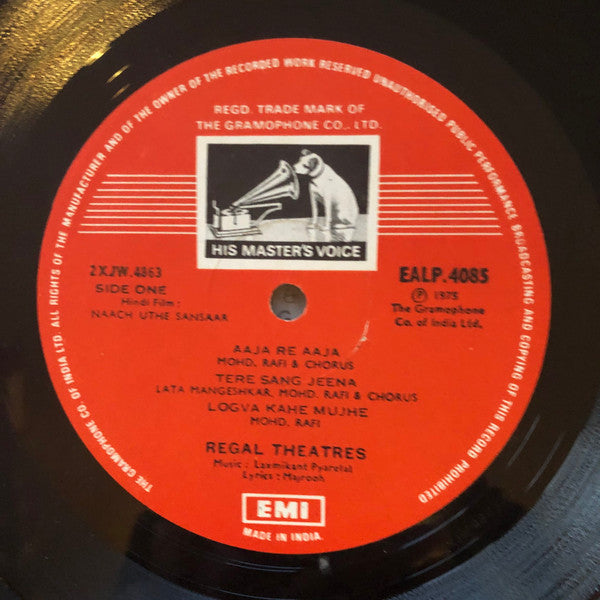 ALL RIGHTS OF THE MANUFACTURER AND OF THE OWNER OF THE RECORDED WORK RESERVED UNAUTHORISED PUBLIC PERFORMANCE BROADCASTING AND COPYING OF THIS RECORD PROHIBITED
THE GRAMOPHONE CO. OF INDIA LTD.
REGD. TRADE MARK OF
THE GRAMOPHONE CO., LTD.
HIS MASTER'S VOICE
2XJW.4863
EALP.4085
SIDE ONE
Ⓟ 1975
Hindi Film :
The Gramophone
NAACH UTHE SANSAAR
Co. of India Ltd,
AAJA RE AAJA
MOHD. RAFI & CHORUS
TERE SANG JEENA
LATA MANGESHKAR, MOHD. RAFI & CHORUS
LOGVA KAHE MUJHE
MOHD. RAFI
REGAL THEATRES
Music : Laxmikant Pyarelal
Lyrics : Majrooh
EMI
MADE IN INDIA